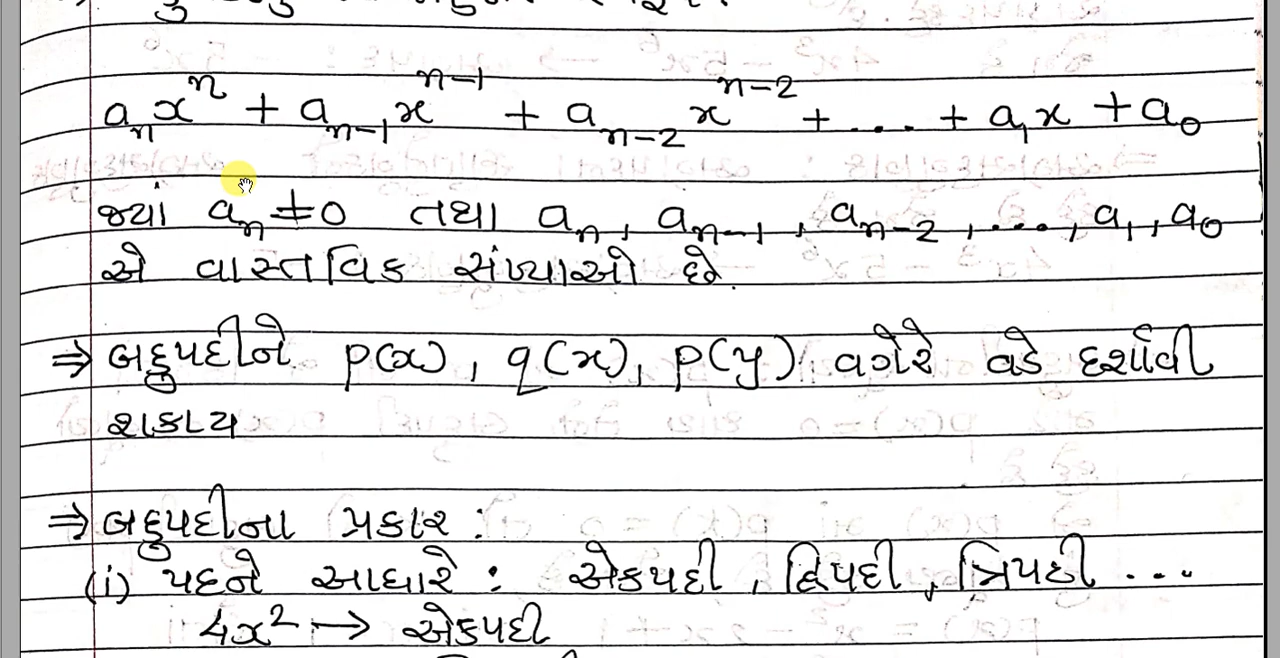 aₙxⁿ + aₙ₋₁xⁿ⁻¹ + aₙ₋₂xⁿ⁻² + .... + a₁x + a₀
જ્યાં aₙ ≠ 0 તથા aₙ, aₙ₋₁, aₙ₋₂, ...., a₁, a₀
એ વાસ્તવિક સંખ્યાઓ છે.
⇒ બહુપદીને p(x), q(x), p(y) વગેરે વડે દર્શાવી
શકાય
⇒ બહુપદીના પ્રકાર :
(i) પદને આધારે : એકપદી, દ્વિપદી, ત્રિપદી ...
4x² → એકપદી